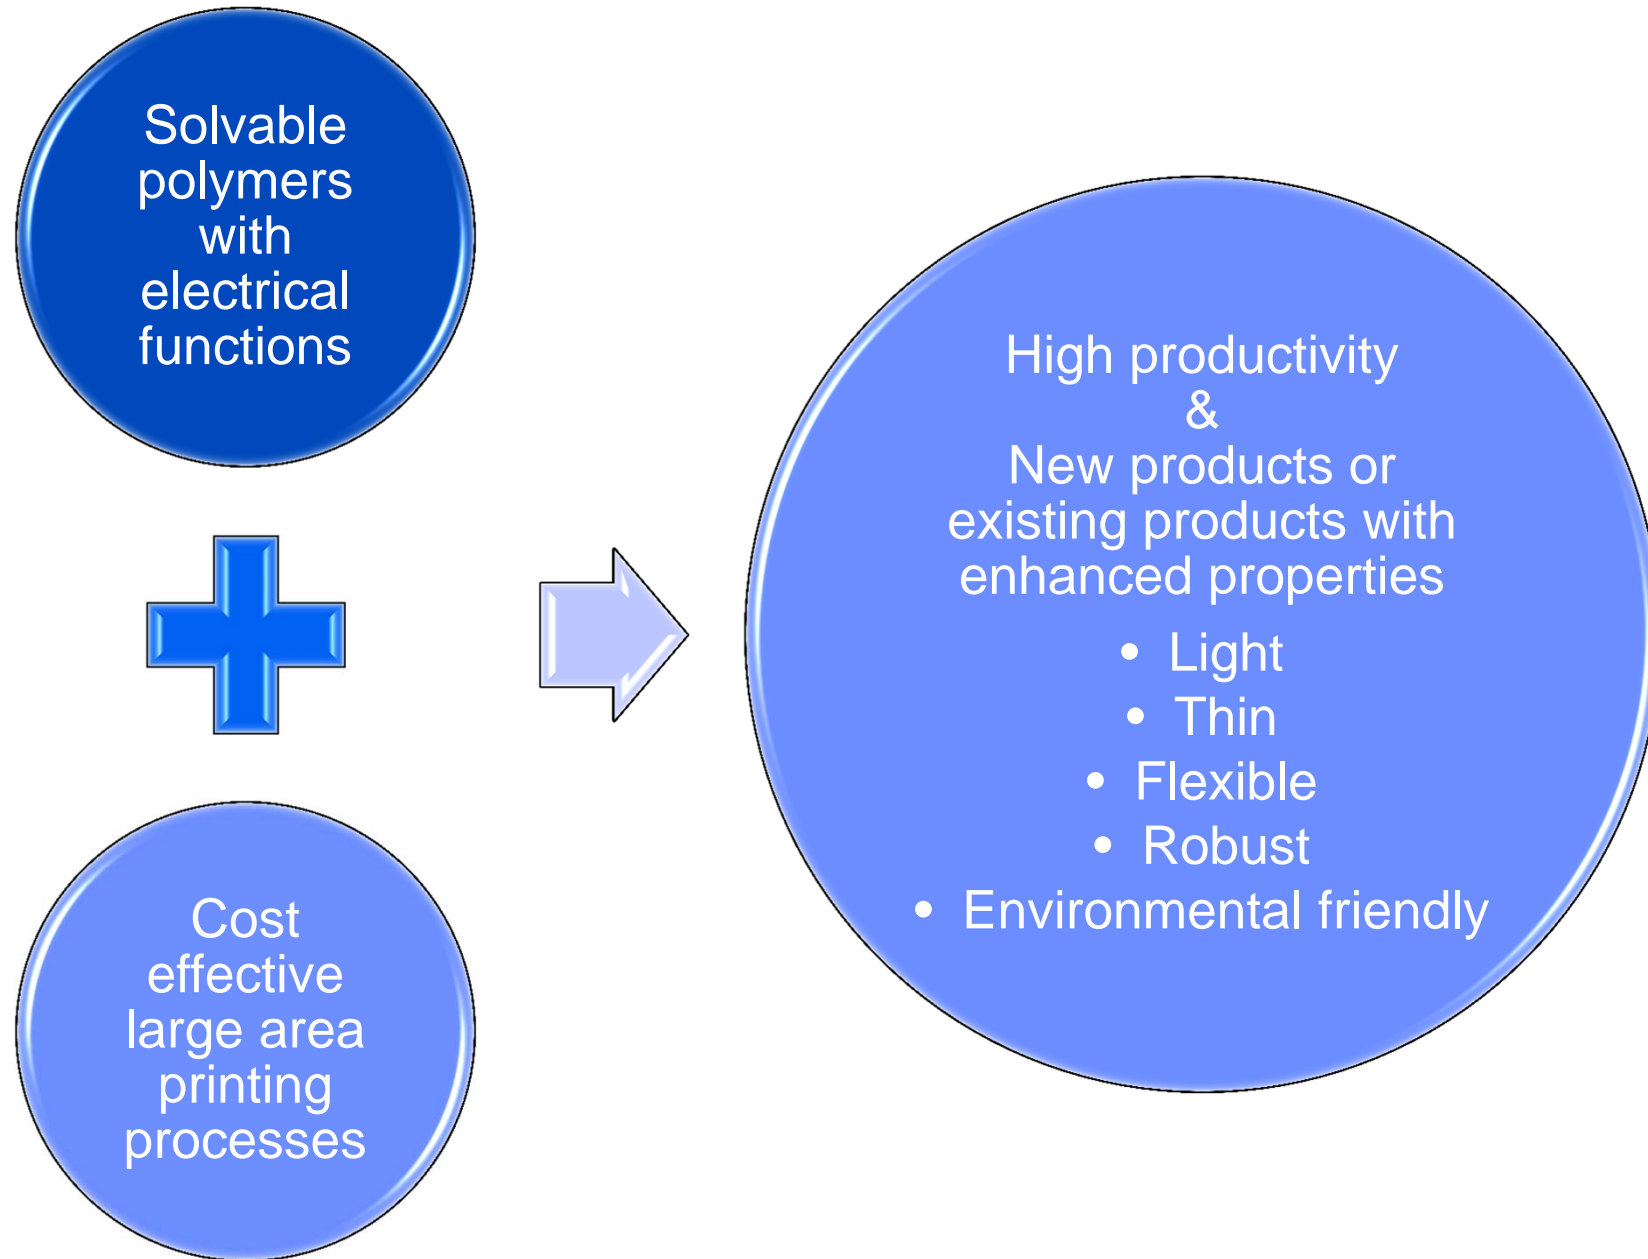 Solvable
polymers
with
electrical
functions
Cost
effective
large area
printing
processes
High productivity
&
New products or
existing products with
enhanced properties
• Light
• Thin
• Flexible
• Robust
• Environmental friendly